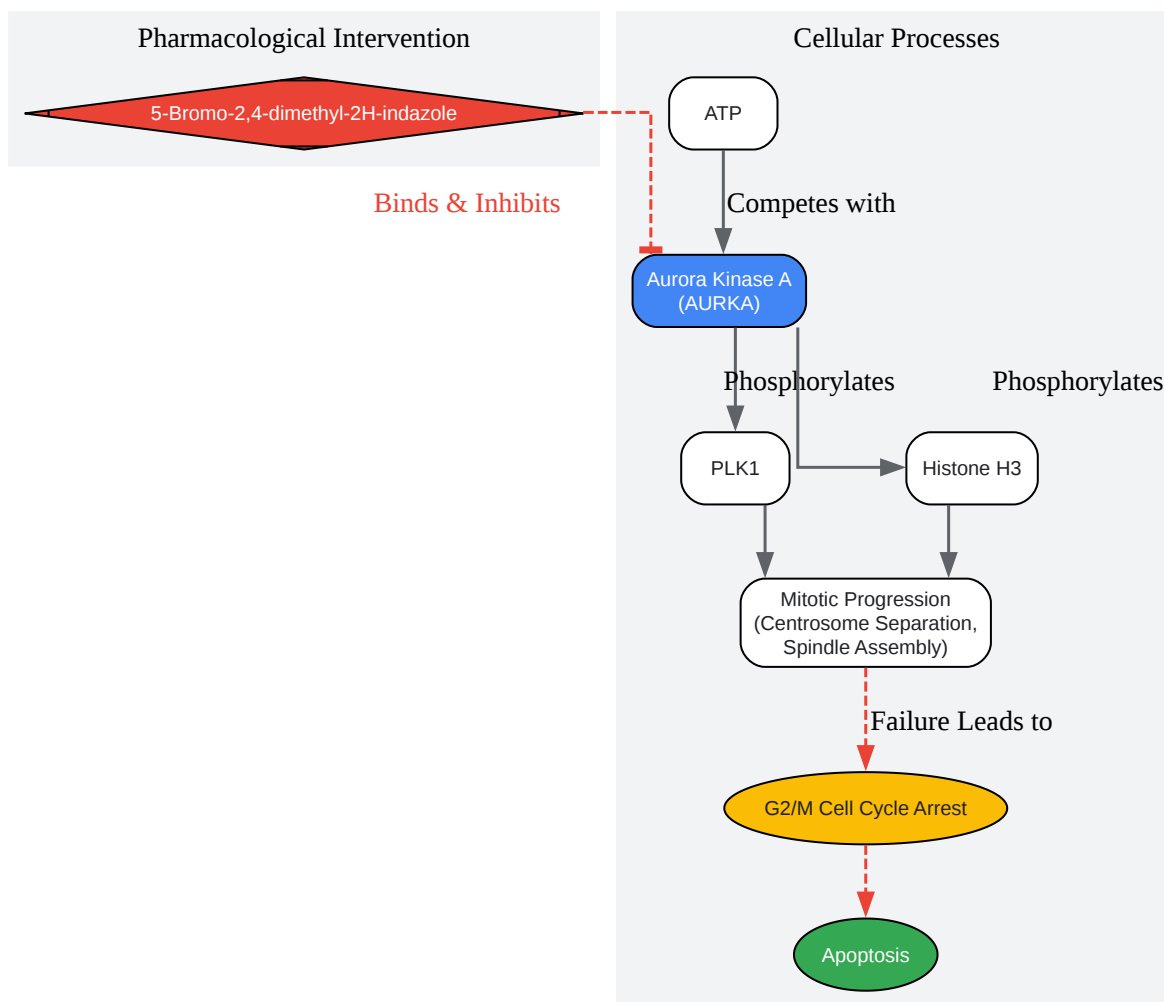 Pharmacological Intervention
Cellular Processes
5-Bromo-2,4-dimethyl-2H-indazole
ATP
Binds & Inhibits
Competes with
Aurora Kinase A
(AURKA)
Phosphorylates
Phosphorylates
PLK1
Histone H3
Mitotic Progression
(Centrosome Separation,
Spindle Assembly)
Failure Leads to
G2/M Cell Cycle Arrest
Apoptosis